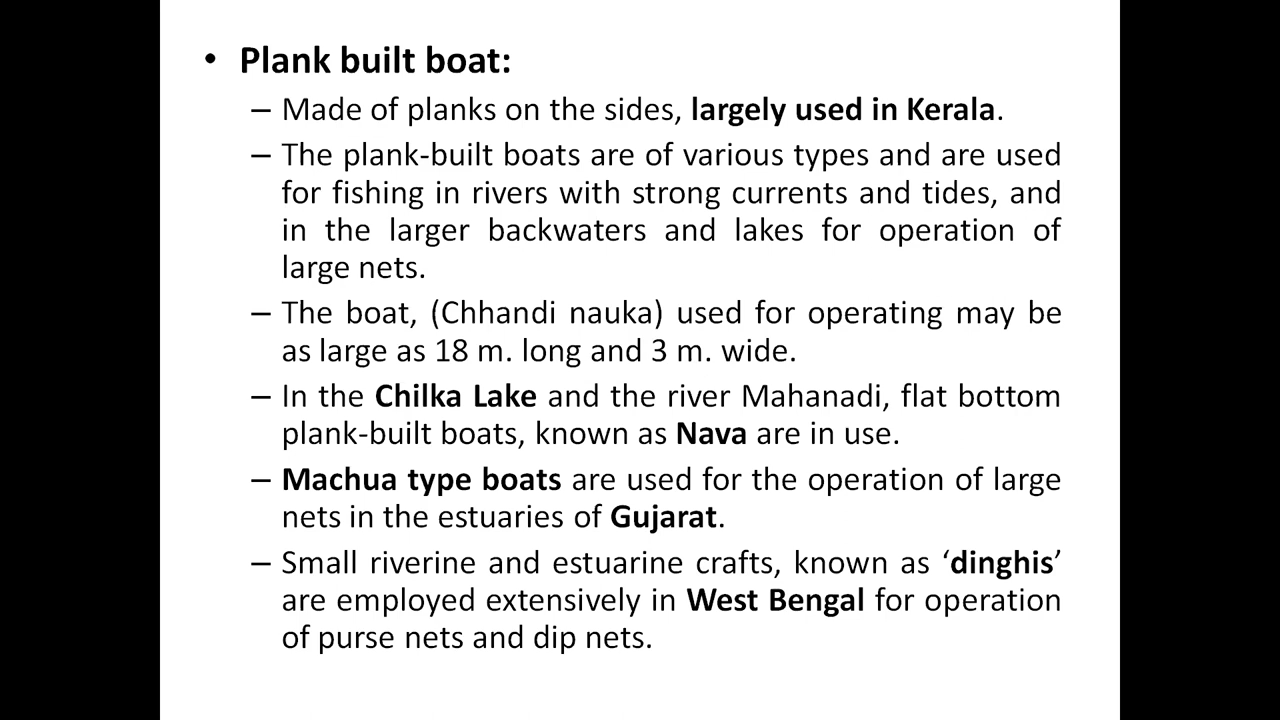 • Plank built boat:
– Made of planks on the sides, largely used in Kerala.
– The plank-built boats are of various types and are used
for fishing in rivers with strong currents and tides, and
in the larger backwaters and lakes for operation of
large nets.
– The boat, (Chhandi nauka) used for operating may be
as large as 18 m. long and 3 m. wide.
– In the Chilka Lake and the river Mahanadi, flat bottom
plank-built boats, known as Nava are in use.
– Machua type boats are used for the operation of large
nets in the estuaries of Gujarat.
– Small riverine and estuarine crafts, known as ‘dinghis’
are employed extensively in West Bengal for operation
of purse nets and dip nets.